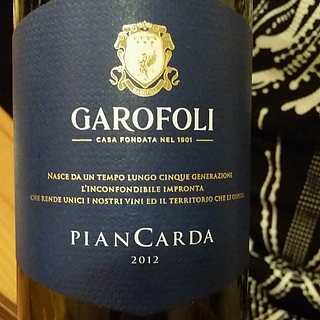 GAROFOLI
CASA FONDATA NEL 1901
NASCE DA UN TEMPO LUNGO CINQUE GENERAZIONI
L'INCONFONDIBILE IMPRONTA
CHE RENDE UNICI I NOSTRI VINI ED IL TERRITORIO CHE LI
PIANCARDA
2012